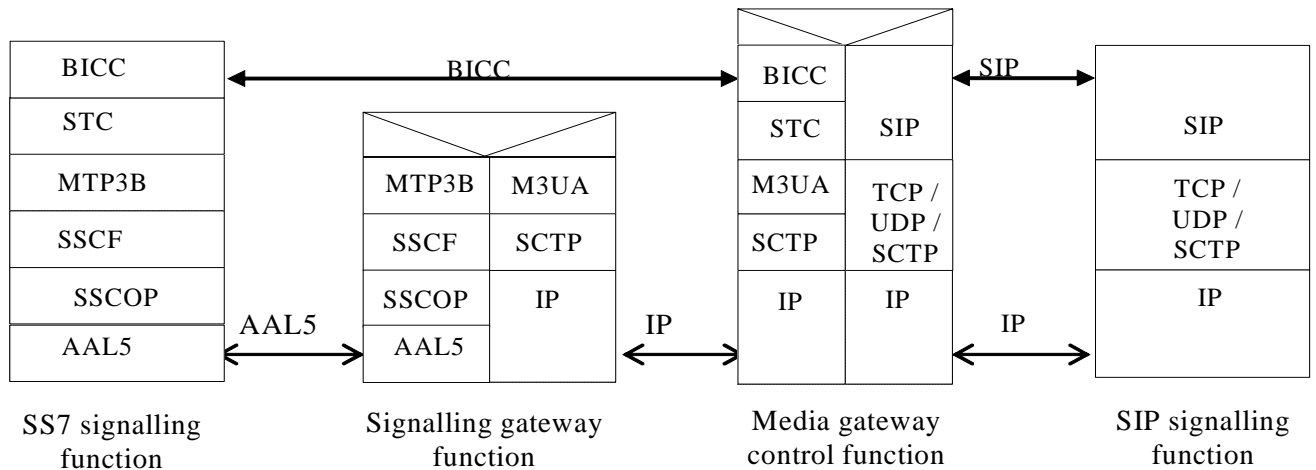 BICC
STC
MTP3B
SSCF
SSCOP
AAL5
SS7 signalling
function
BICC
AAL5
MTP3B
SSCF
SSCOP
AAL5
M3UA
SCTP
IP
Signalling gateway
function
IP
BICC
STC
M3UA
SCTP
IP
SIP
TCP /
UDP /
SCTP
IP
Media gateway
control function
SIP
IP
SIP
TCP /
UDP /
SCTP
IP
SIP signalling
function